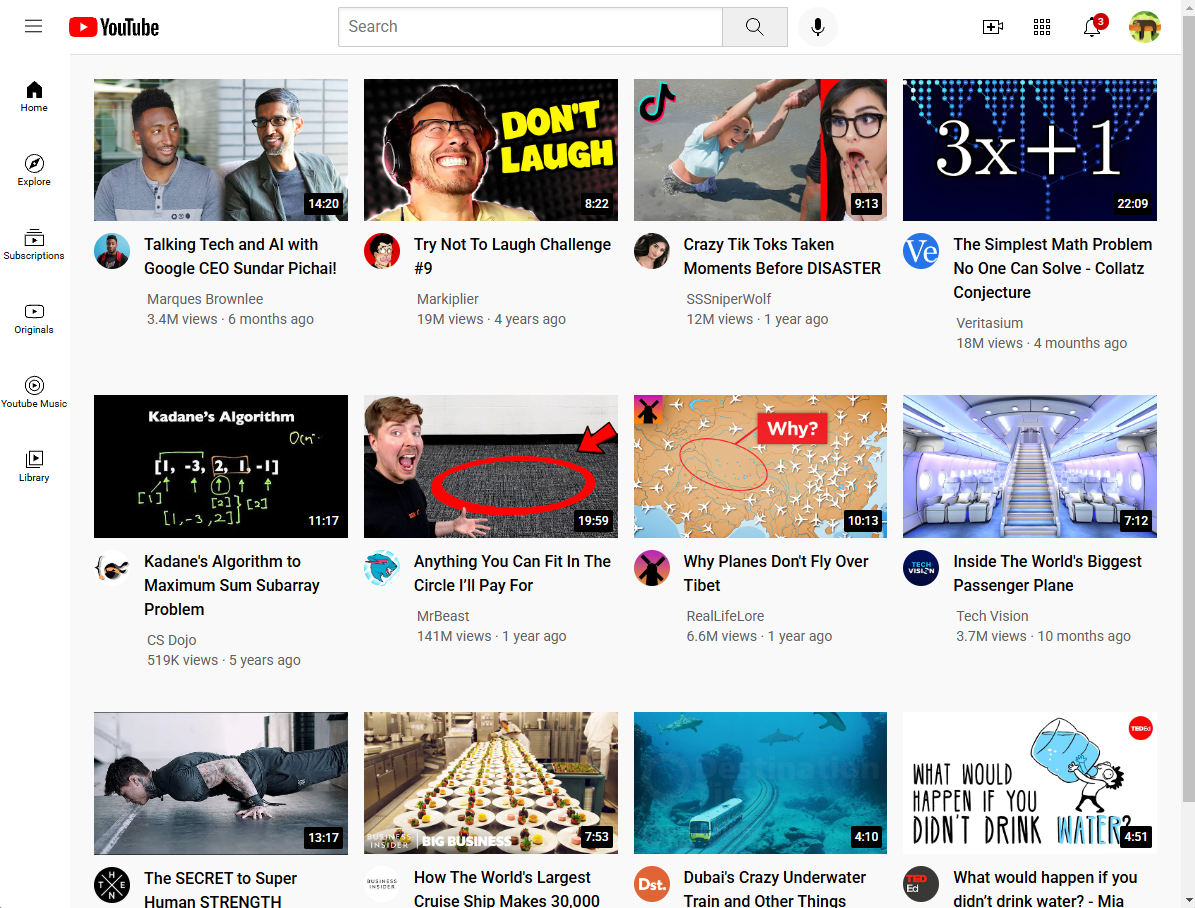 YouTube
Search
3
Home
Explore
Subscriptions
Originals
YouTube Music
Library
14:20
Talking Tech and AI with
Google CEO Sundar Pichai!
Marques Brownlee
3.4M views · 6 months ago
DON'T
LAUGH
8:22
Try Not To Laugh Challenge
#9
Markiplier
19M views · 4 years ago
9:13
Crazy Tik Toks Taken
Moments Before DISASTER
SSSniperWolf
12M views · 1 year ago
3x+1
22:09
Ve
The Simplest Math Problem
No One Can Solve - Collatz
Conjecture
Veritasium
18M views · 4 mounths ago
Kadane's Algorithm
[1, -3, 2, 1, -1]
[1]
[2]
[2]
[1,-3,2]
11:17
Kadane's Algorithm to
Maximum Sum Subarray
Problem
CS Dojo
519K views · 5 years ago
19:59
Anything You Can Fit In The
Circle I’ll Pay For
MrBeast
141M views · 1 year ago
Why?
10:13
Why Planes Don't Fly Over
Tibet
RealLifeLore
6.6M views · 1 year ago
7:12
TECH
VISION
Inside The World's Biggest
Passenger Plane
Tech Vision
3.7M views · 10 months ago
13:17
THEN
X
The SECRET to Super
Human STRENGTH
BUSINESS
INSIDER
BIG BUSINESS
7:53
BUSINESS
INSIDER
How The World's Largest
Cruise Ship Makes 30,000
4:10
Dst.
Dubai's Crazy Underwater
Train and Other Things
TEDEd
WHAT WOULD
HAPPEN IF YOU
DIDN'T DRINK WATER?
4:51
TED
Ed
What would happen if you
didn’t drink water? - Mia